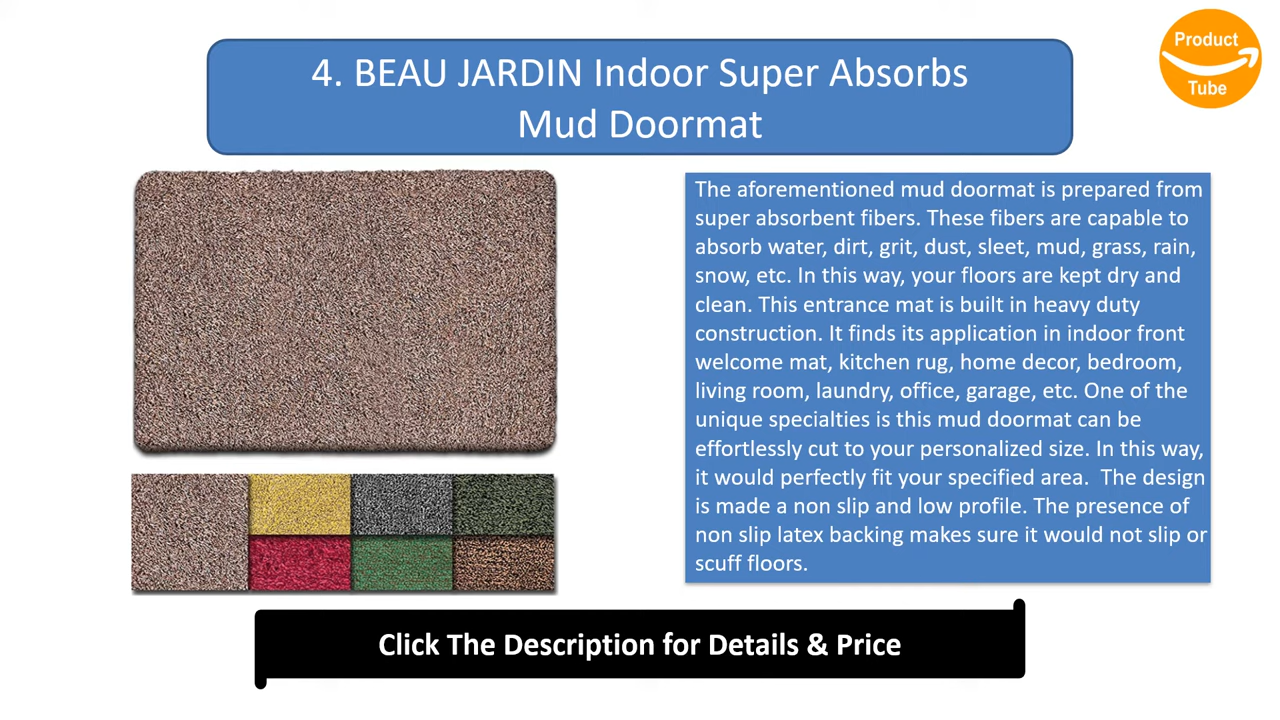 Product
Tube
4. BEAU JARDIN Indoor Super Absorbs
Mud Doormat
The aforementioned mud doormat is prepared from
super absorbent fibers. These fibers are capable to
absorb water, dirt, grit, dust, sleet, mud, grass, rain,
snow, etc. In this way, your floors are kept dry and
clean. This entrance mat is built in heavy duty
construction. It finds its application in indoor front
welcome mat, kitchen rug, home decor, bedroom,
living room, laundry, office, garage, etc. One of the
unique specialties is this mud doormat can be
effortlessly cut to your personalized size. In this way,
it would perfectly fit your specified area.  The design
is made a non slip and low profile. The presence of
non slip latex backing makes sure it would not slip or
scuff floors.
Click The Description for Details & Price